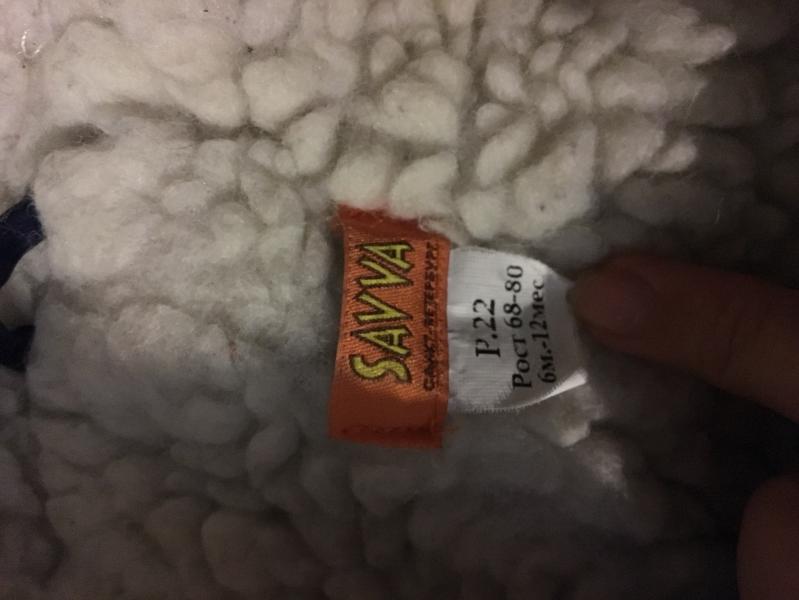 SAVVA
САНКТ-ПЕТЕРБУРГ
Р.22
Рост 68-80
6м.-12мес.